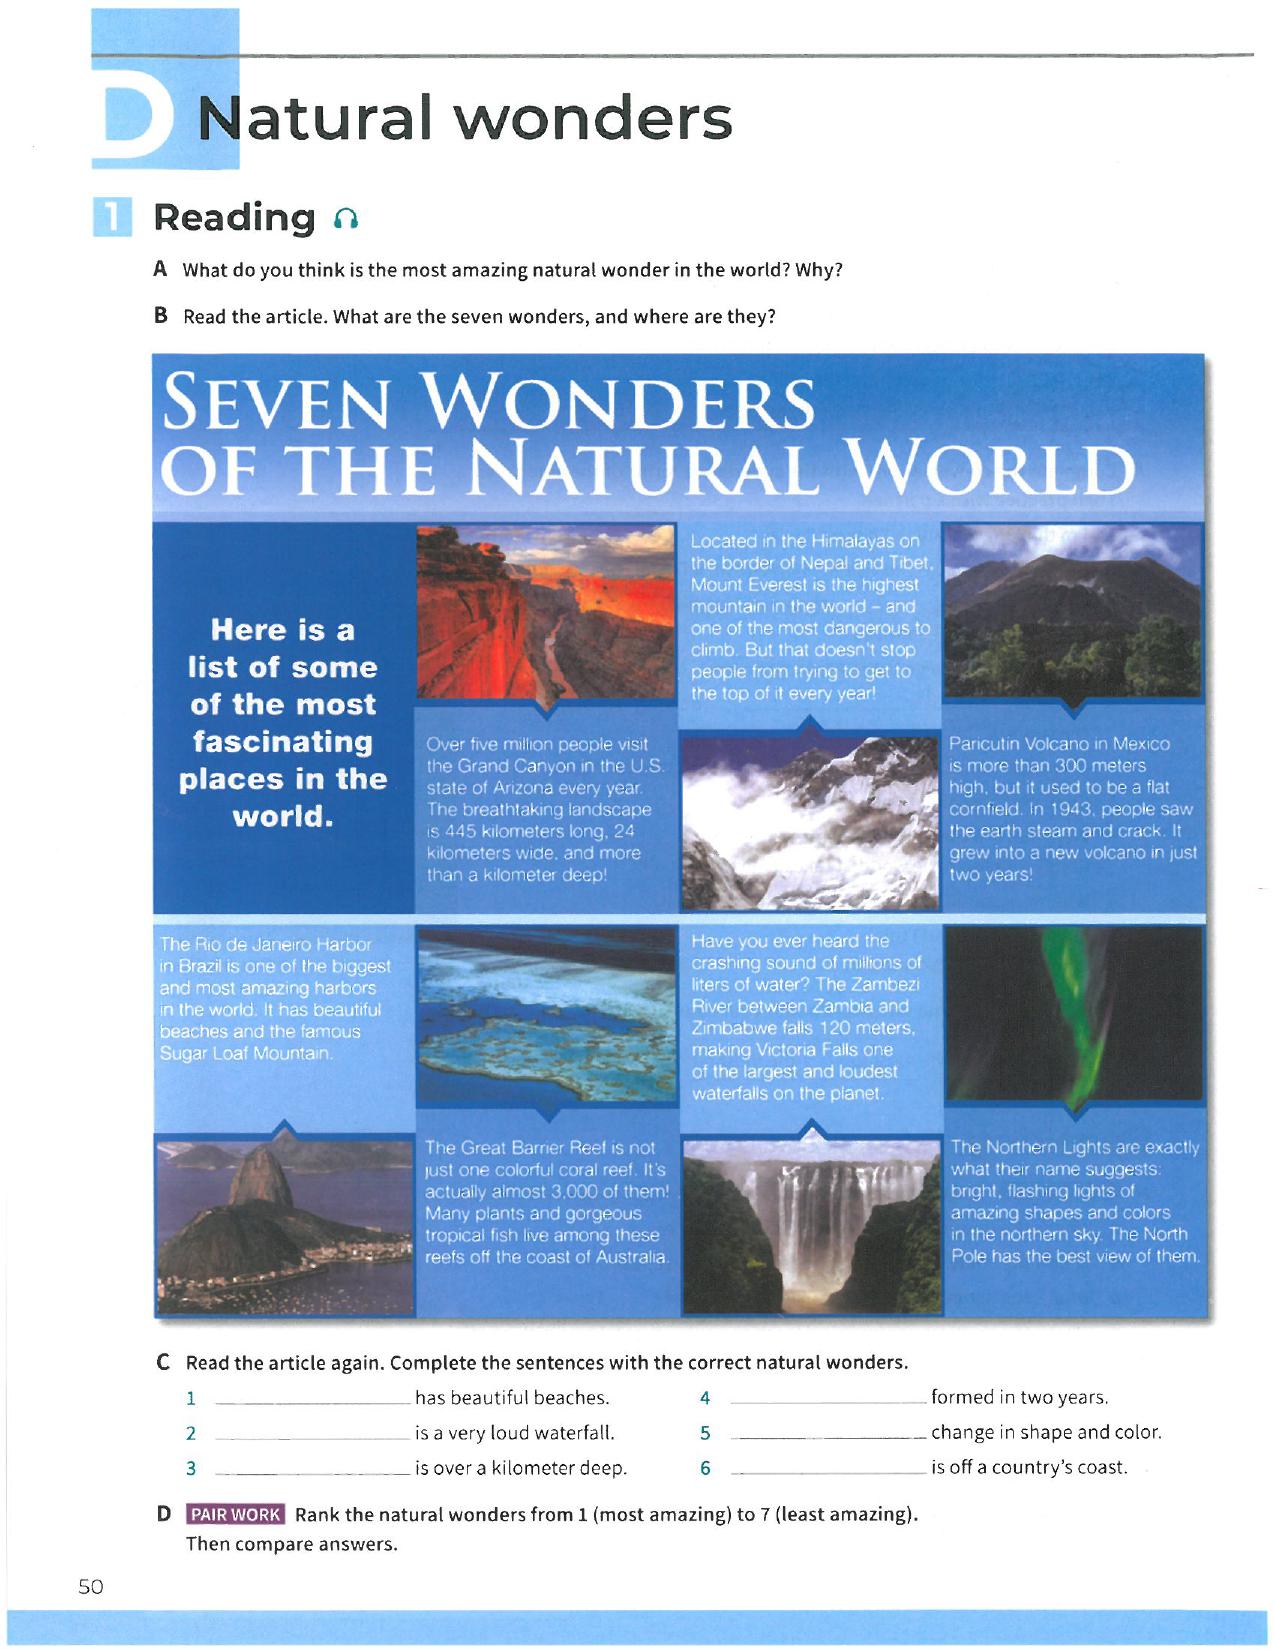 D Natural wonders
1 Reading
A What do you think is the most amazing natural wonder in the world? Why?
B Read the article. What are the seven wonders, and where are they?
SEVEN WONDERS
OF THE NATURAL WORLD
Here is a
list of some
of the most
fascinating
places in the
world.
Over five million people visit
the Grand Canyon in the U.S.
state of Arizona every year.
The breathtaking landscape
is 445 kilometers long, 24
kilometers wide, and more
than a kilometer deep!
Located in the Himalayas on
the border of Nepal and Tibet,
Mount Everest is the highest
mountain in the world – and
one of the most dangerous to
climb. But that doesn't stop
people from trying to get to
the top of it every year!
Paricutin Volcano in Mexico
is more than 300 meters
high, but it used to be a flat
cornfield. In 1943, people saw
the earth steam and crack. It
grew into a new volcano in just
two years!
The Rio de Janeiro Harbor
in Brazil is one of the biggest
and most amazing harbors
in the world. It has beautiful
beaches and the famous
Sugar Loaf Mountain.
The Great Barrier Reef is not
just one colorful coral reef. It's
actually almost 3,000 of them!
Many plants and gorgeous
tropical fish live among these
reefs off the coast of Australia.
Have you ever heard the
crashing sound of millions of
liters of water? The Zambezi
River between Zambia and
Zimbabwe falls 120 meters,
making Victoria Falls one
of the largest and loudest
waterfalls on the planet.
The Northern Lights are exactly
what their name suggests:
bright, flashing lights of
amazing shapes and colors
in the northern sky. The North
Pole has the best view of them.
C Read the article again. Complete the sentences with the correct natural wonders.
1 ____________ has beautiful beaches.
2 ____________ is a very loud waterfall.
3 ____________ is over a kilometer deep.
4 ____________ formed in two years.
5 ____________ change in shape and color.
6 ____________ is off a country's coast.
D PAIR WORK Rank the natural wonders from 1 (most amazing) to 7 (least amazing).
Then compare answers.
50